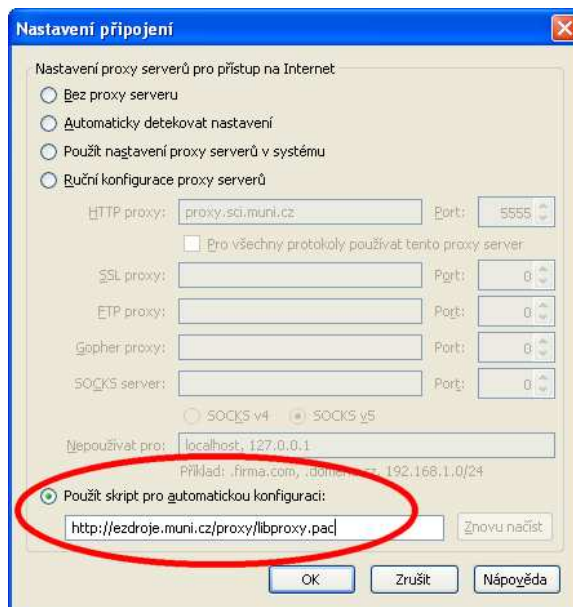 Nastavení připojení
Nastavení proxy serverů pro přístup na Internet
Bez proxy serveru
Automaticky detekovat nastavení
Použít nastavení proxy serverů v systému
Ruční konfigurace proxy serverů
HTTP proxy: proxy.sci.muni.cz Port: 5555
Pro všechny protokoly používat tento proxy server
SSL proxy: Port: 0
FTP proxy: Port: 0
Gopher proxy: Port: 0
SOCKS server: Port: 0
SOCKS v4 SOCKS v5
Nepoužívat pro: localhost, 127.0.0.1
Příklad: .firma.com, .domena.cz, 192.168.1.0/24
Použít skript pro automatickou konfiguraci:
http://ezdroje.muni.cz/proxy/libproxy.pac Znovu načíst
OK Zrušit Nápověda